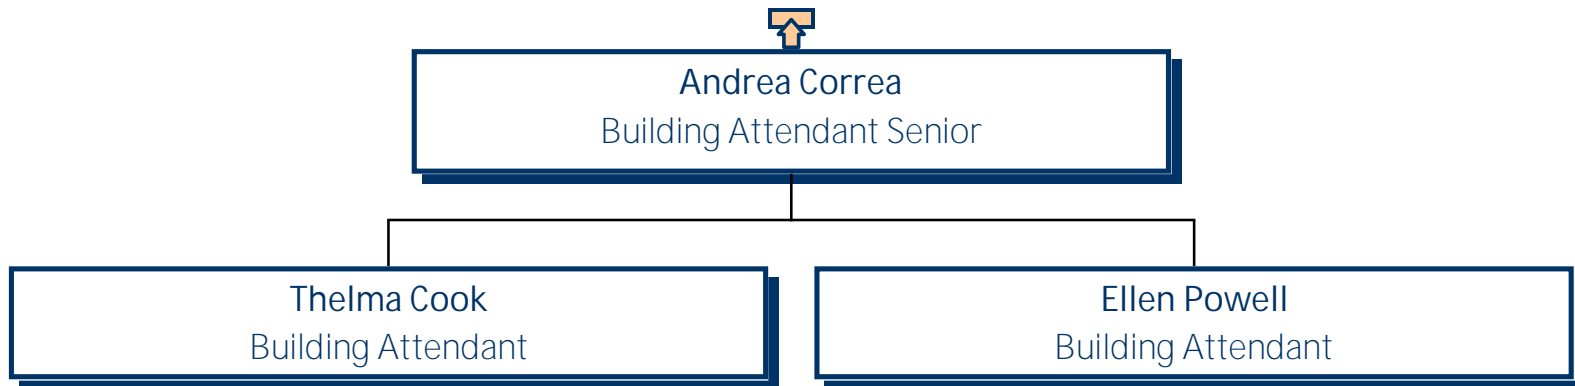 Andrea Correa
Building Attendant Senior
Thelma Cook
Building Attendant
Ellen Powell
Building Attendant